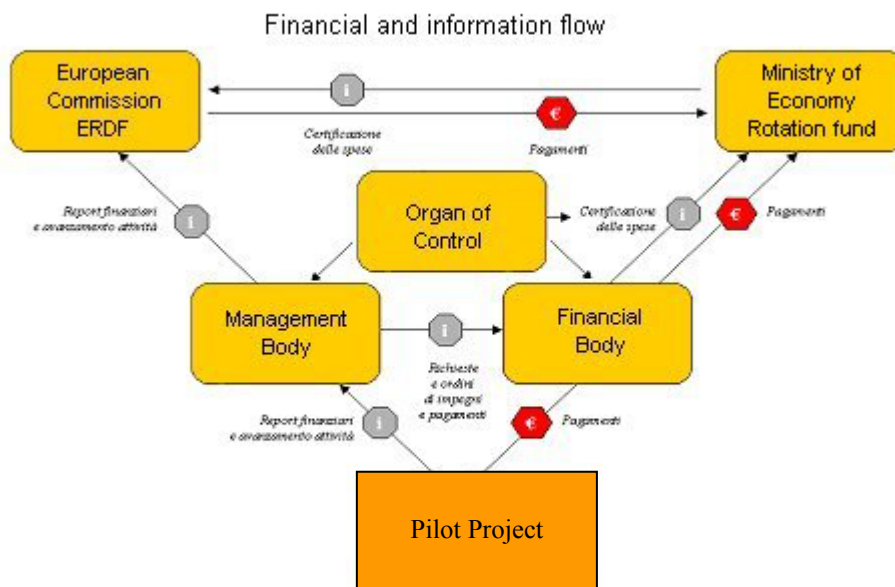 Financial and information flow
European
Commission
ERDF
i
Ministry of
Economy
Rotation fund
€
Certificazione
delle spese
Pagamenti
Report finanziari
e avanzamento attività
i
Organ of
Control
Certificazione
delle spese
i
€
Pagamenti
Management
Body
i
Financial
Body
Richieste
e ordini
di impegni
e pagamenti
Report finanziari
e avanzamento attività
i
€
Pagamenti
Pilot Project